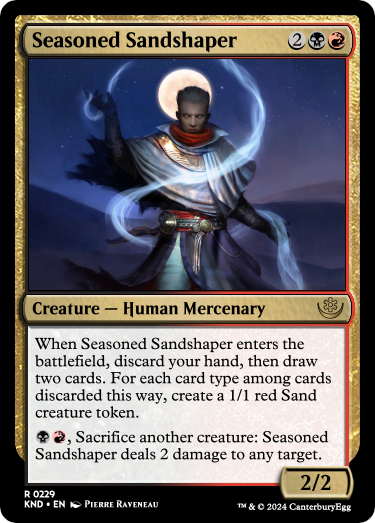 Seasoned Sandshaper 2
Creature — Human Mercenary
When Seasoned Sandshaper enters the
battlefield, discard your hand, then draw
two cards. For each card type among cards
discarded this way, create a 1/1 red Sand
creature token.
, Sacrifice another creature: Seasoned
Sandshaper deals 2 damage to any target.
2/2
R 0229
KND • EN Pierre Raveneau
™ & © 2024 CanterburyEgg